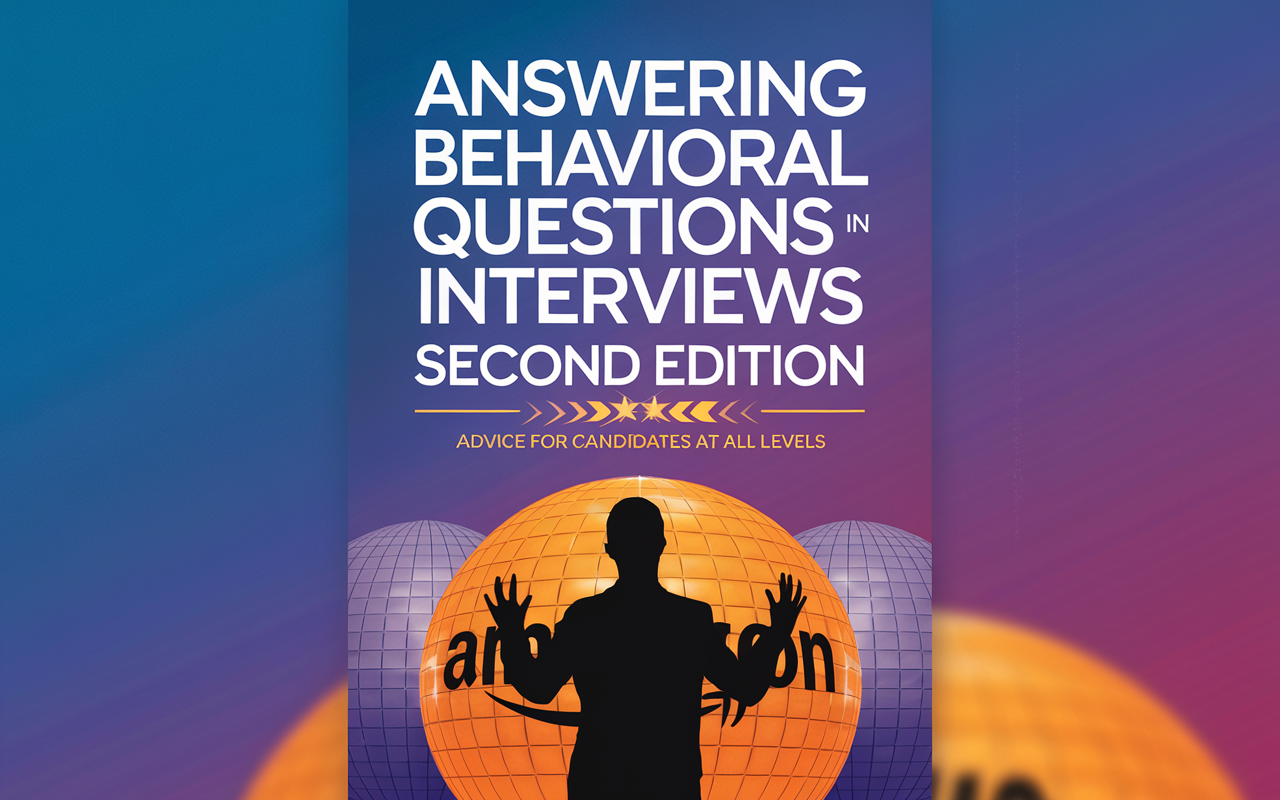 ANSWERING
BEHAVIORAL
QUESTIONS IN
INTERVIEWS
SECOND EDITION
ADVICE FOR CANDIDATES AT ALL LEVELS